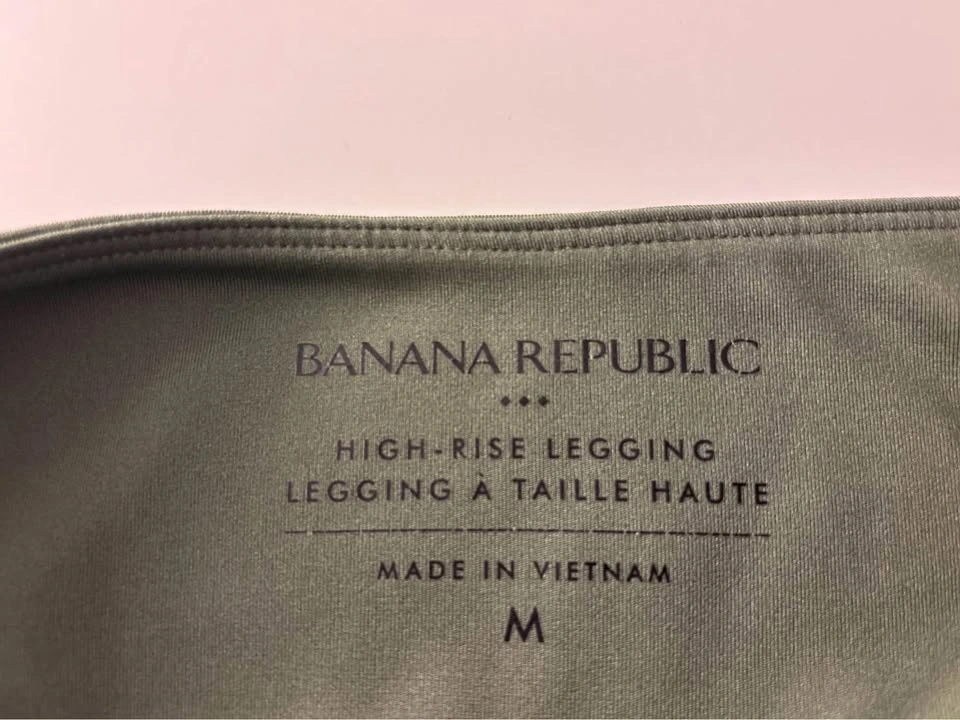 BANANA REPUBLIC
HIGH-RISE LEGGING
LEGGING À TAILLE HAUTE
MADE IN VIETNAM
M